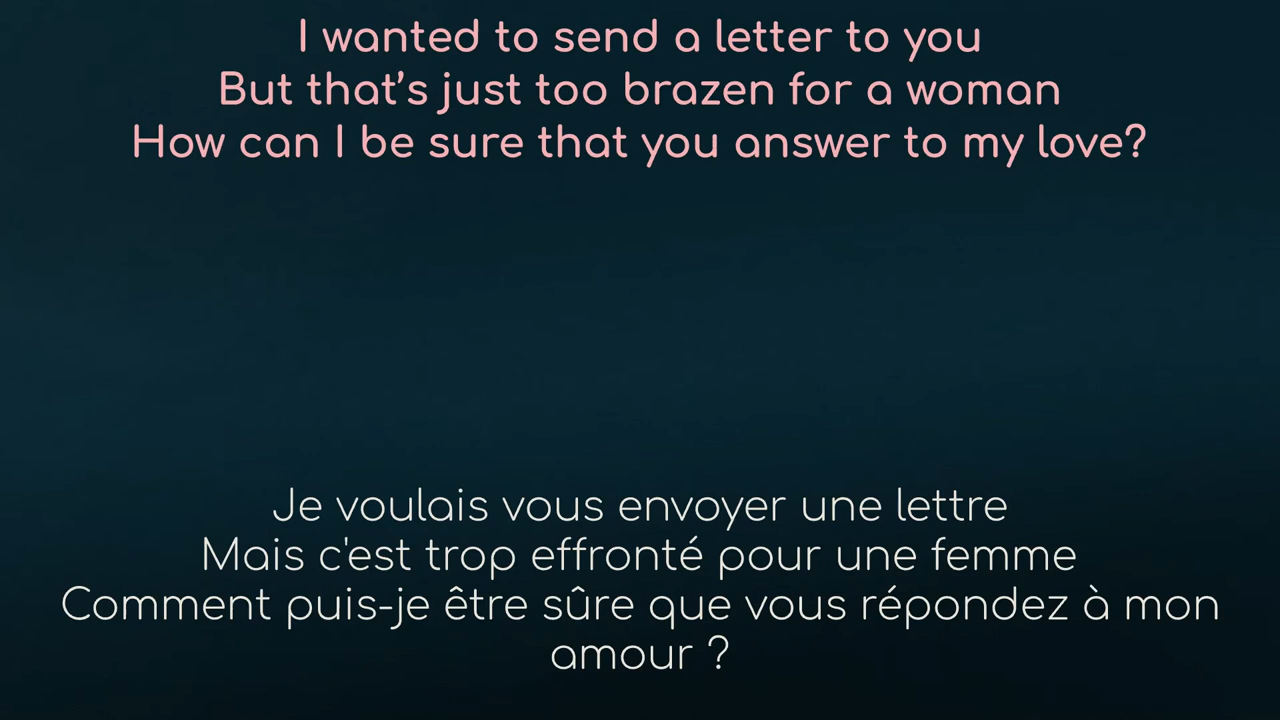 I wanted to send a letter to you
But that’s just too brazen for a woman
How can I be sure that you answer to my love?
Je voulais vous envoyer une lettre
Mais c'est trop effronté pour une femme
Comment puis-je être sûre que vous répondez à mon
amour ?